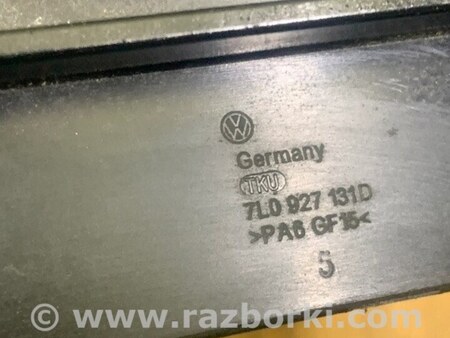 Germany
TKU
7L0 927 131D
>PA6 GF15<
5
© www.razborki.com